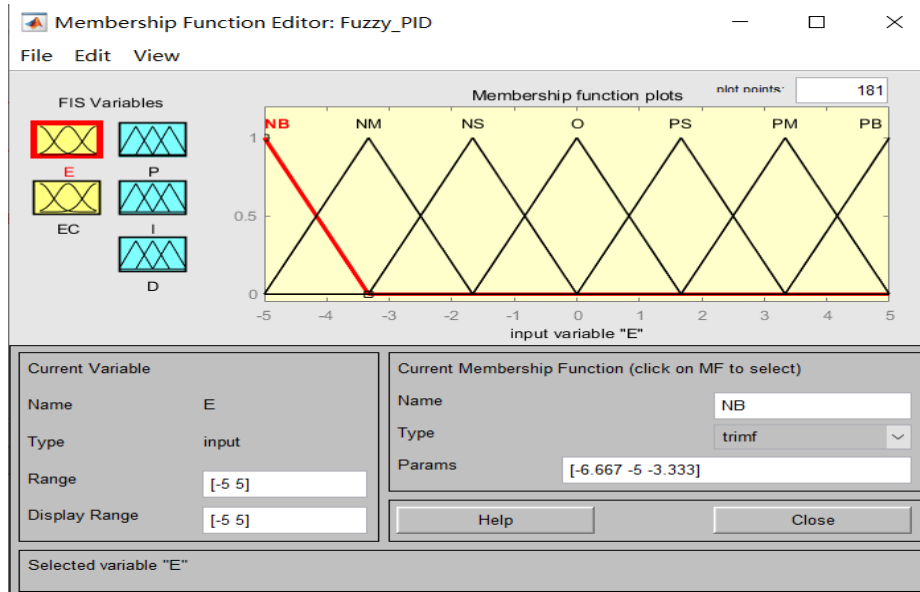 Membership Function Editor: Fuzzy_PID
File Edit View
FIS Variables
E
P
EC
I
D
Membership function plots
plot points:
181
NB NM NS O PS PM PB
1
0.5
0
-5 -4 -3 -2 -1 0 1 2 3 4 5
input variable "E"
Current Variable
Name E
Type input
Range [-5 5]
Display Range [-5 5]
Current Membership Function (click on MF to select)
Name NB
Type trimf
Params [-6.667 -5 -3.333]
Help Close
Selected variable "E"